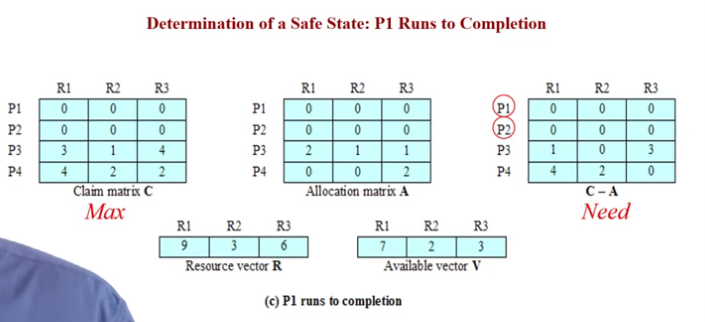 Determination of a Safe State: P1 Runs to Completion
R1 R2 R3
P1 0 0 0
P2 0 0 0
P3 3 1 4
P4 4 2 2
Claim matrix C
Max
R1 R2 R3
P1 0 0 0
P2 0 0 0
P3 2 1 1
P4 0 0 2
Allocation matrix A
R1 R2 R3
P1 0 0 0
P2 0 0 0
P3 1 0 3
P4 4 2 0
C – A
Need
R1 R2 R3
9 3 6
Resource vector R
R1 R2 R3
7 2 3
Available vector V
(c) P1 runs to completion